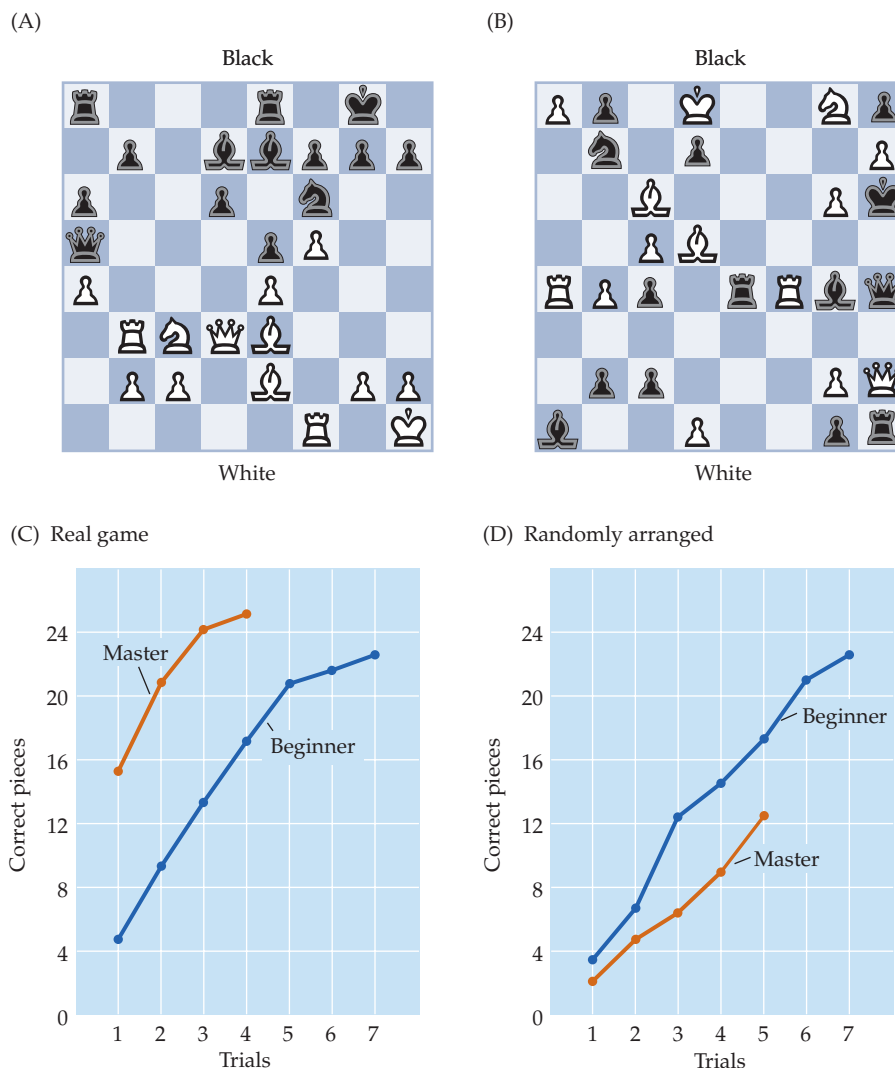 (A)
(B)
Black
Black
White
White
(C) Real game
(D) Randomly arranged
Correct pieces
24
20
16
12
8
4
0
Master
Beginner
1 2 3 4 5 6 7
Trials
Correct pieces
24
20
16
12
8
4
0
Beginner
Master
1 2 3 4 5 6 7
Trials